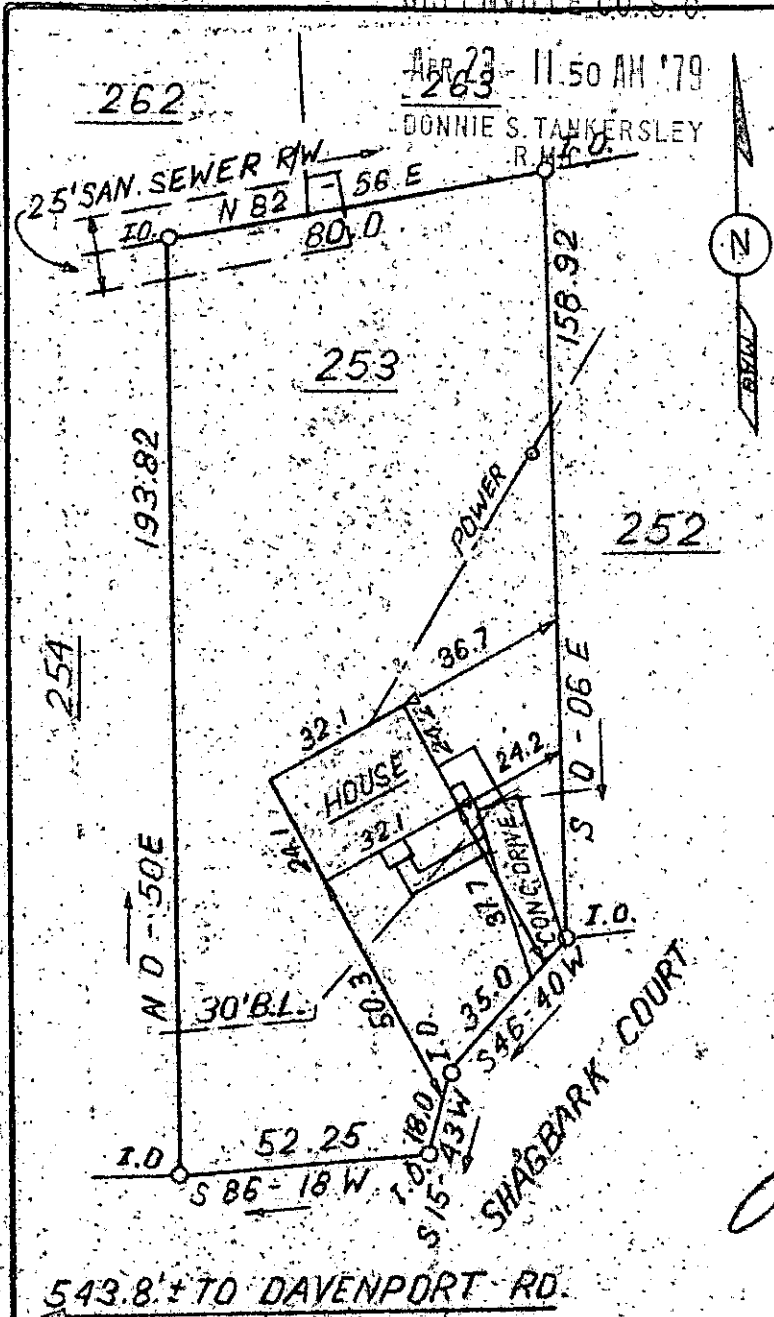 262
263
APR 23 11.50 AM '79
DONNIE S. TANKERSLEY
R.M.C.
I.O.
25' SAN. SEWER R/W
N 82 - 56 E
I.O.
80.0
253
158.92
N
193.82
POWER
252
254
36.7
32.1
24.2
24.2
HOUSE
S 0 - 06 E
32.1
24.1
CONC. DRIVE
37.7
N 0 - 50 E
30' B.L.
50.3
I.O.
35.0
S 46 - 40 W
I.O.
SHAGBARK COURT
18.0
S 15 - 43 W
52.25
I.O
S 86 - 18 W
I.O.
543.8' ± TO DAVENPORT RD.